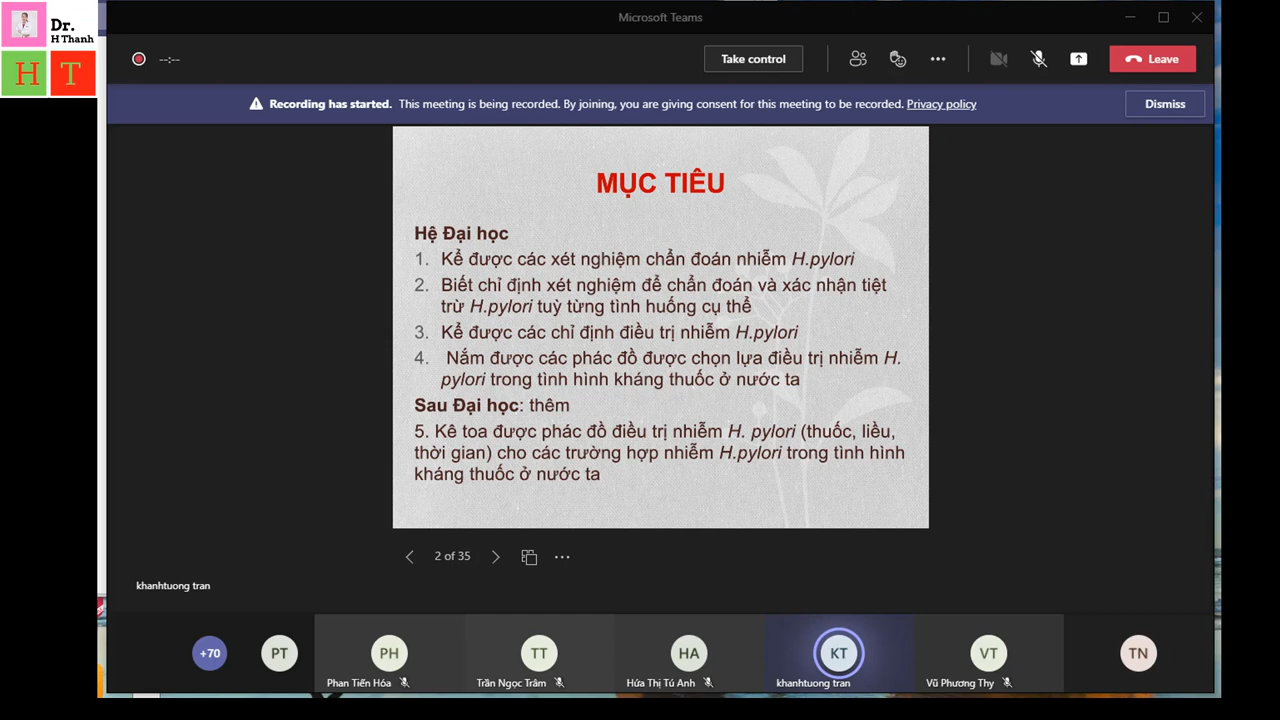 Dr.
H Thanh
H T
Microsoft Teams
--:--
Take control
Leave
Recording has started. This meeting is being recorded. By joining, you are giving consent for this meeting to be recorded. Privacy policy
Dismiss
MỤC TIÊU
Hệ Đại học
1. Kể được các xét nghiệm chẩn đoán nhiễm H.pylori
2. Biết chỉ định xét nghiệm để chẩn đoán và xác nhận tiệt
trừ H.pylori tuỳ từng tình huống cụ thể
3. Kể được các chỉ định điều trị nhiễm H.pylori
4. Nắm được các phác đồ được chọn lựa điều trị nhiễm H.
pylori trong tình hình kháng thuốc ở nước ta
Sau Đại học: thêm
5. Kê toa được phác đồ điều trị nhiễm H. pylori (thuốc, liều,
thời gian) cho các trường hợp nhiễm H.pylori trong tình hình
kháng thuốc ở nước ta
2 of 35
khanhtuong tran
+70 PT PH TT HA KT VT TN
Phan Tiến Hóa Trần Ngọc Trâm Hứa Thị Tú Anh khanhtuong tran Vũ Phương Thy